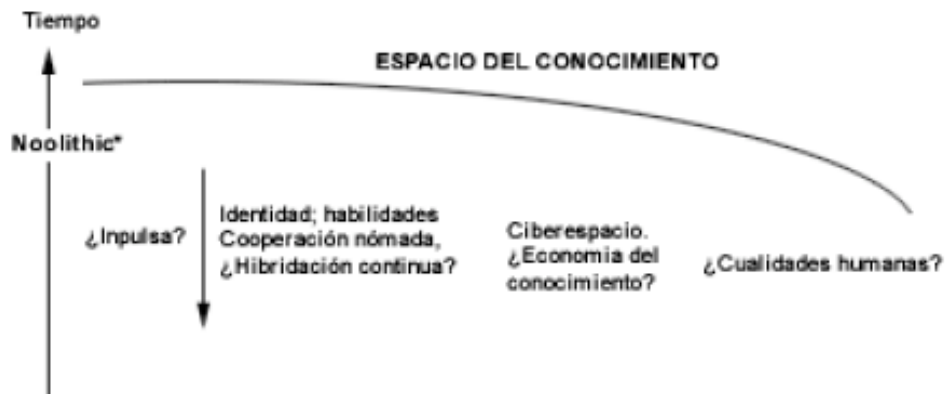 Tiempo
ESPACIO DEL CONOCIMIENTO
Noolithic*
¿Inpulsa?
Identidad; habilidades
Cooperación nómada,
¿Hibridación continua?
Ciberespacio.
¿Economia del
conocimiento?
¿Cualidades humanas?